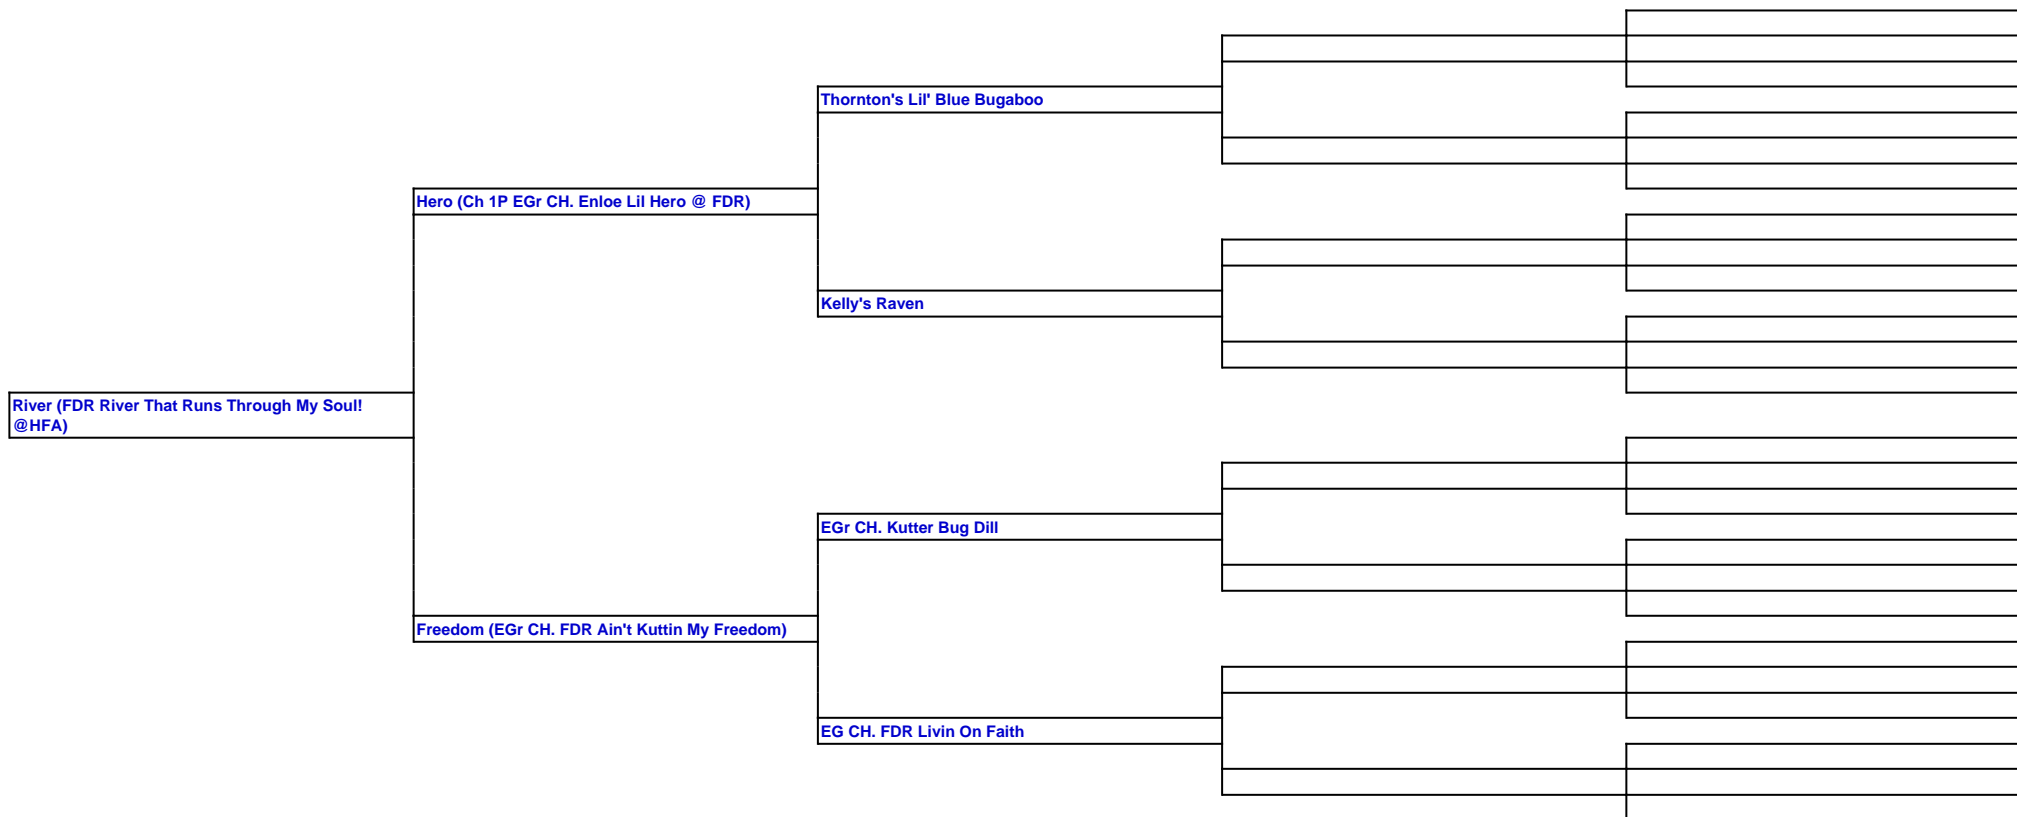 Thornton's Lil' Blue Bugaboo
Hero (Ch 1P EGr CH. Enloe Lil Hero @ FDR)
Kelly's Raven
River (FDR River That Runs Through My Soul!
@HFA)
EGr CH. Kutter Bug Dill
Freedom (EGr CH. FDR Ain't Kuttin My Freedom)
EG CH. FDR Livin On Faith